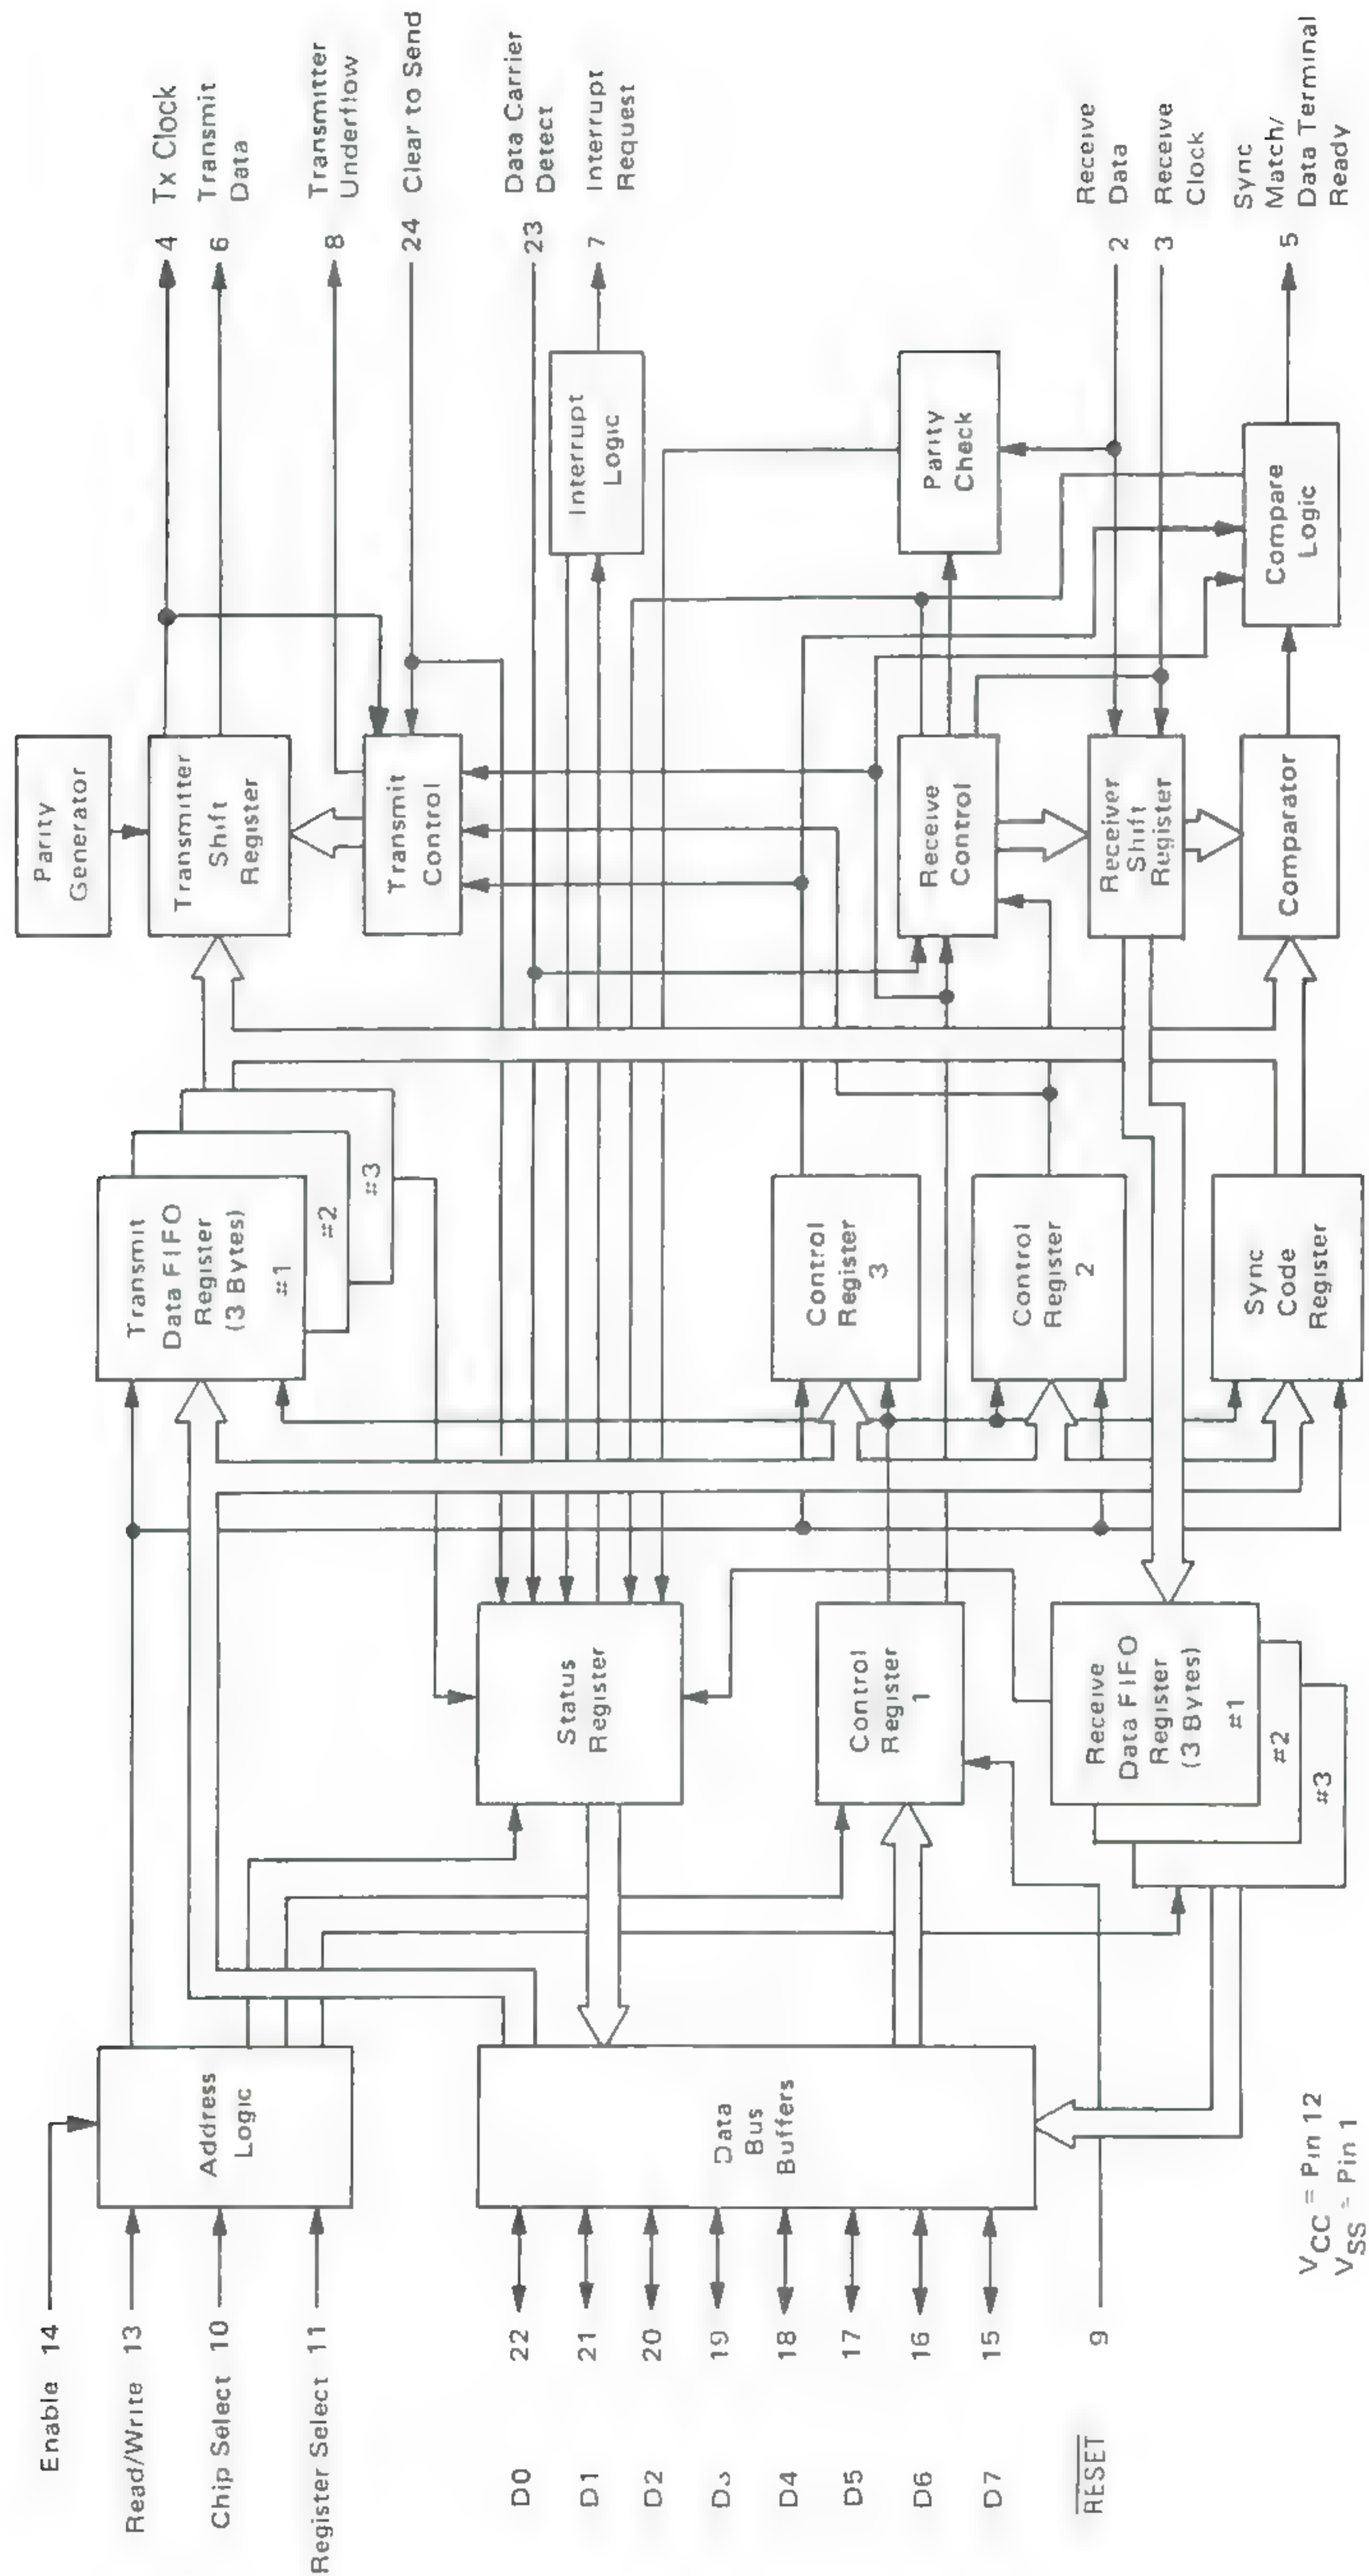 Enable 14
Read/Write 13
Chip Select 10
Register Select 11
Address
Logic
D0 22
D1 21
D2 20
D3 19
D4 18
D5 17
D6 16
D7 15
RESET 9
Data
Bus
Buffers
VCC = Pin 12
VSS = Pin 1
Status
Register
Control
Register
1
Receive
Data FIFO
Register
(3 Bytes)
#1
#2
#3
Transmit
Data FIFO
Register
(3 Bytes)
#1
#2
#3
Control
Register
3
Control
Register
2
Sync
Code
Register
Parity
Generator
Transmitter
Shift
Register
Transmit
Control
Receive
Control
Receiver
Shift
Register
Comparator
Interrupt
Logic
Parity
Check
Compare
Logic
4 Tx Clock
6 Transmit
Data
8 Transmitter
Underflow
24 Clear to Send
23 Data Carrier
Detect
7 Interrupt
Request
2 Receive
Data
3 Receive
Clock
5 Sync
Match/
Data Terminal
Ready